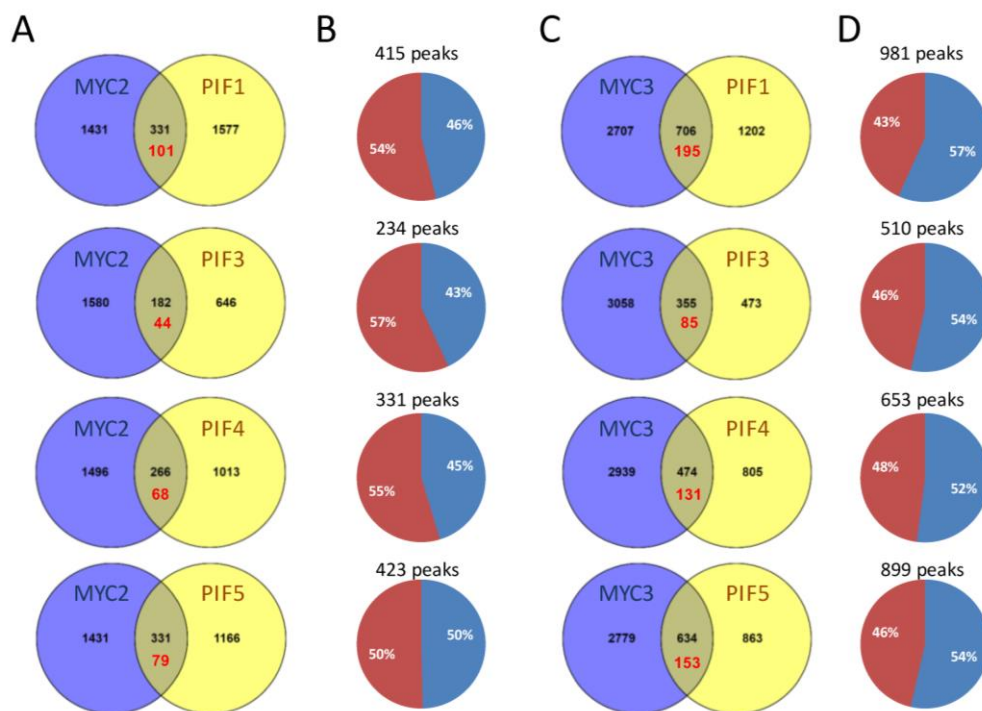 A B C D
415 peaks 981 peaks
MYC2 PIF1 MYC3 PIF1
1431 331 1577 46% 2707 706 1202 43%
101 54% 195 57%
234 peaks 510 peaks
MYC2 PIF3 MYC3 PIF3
1580 182 646 43% 3058 355 473 46%
44 57% 85 54%
331 peaks 653 peaks
MYC2 PIF4 MYC3 PIF4
1496 266 1013 45% 2939 474 805 48%
68 55% 131 52%
423 peaks 899 peaks
MYC2 PIF5 MYC3 PIF5
1431 331 1166 50% 2779 634 863 46%
79 50% 153 54%